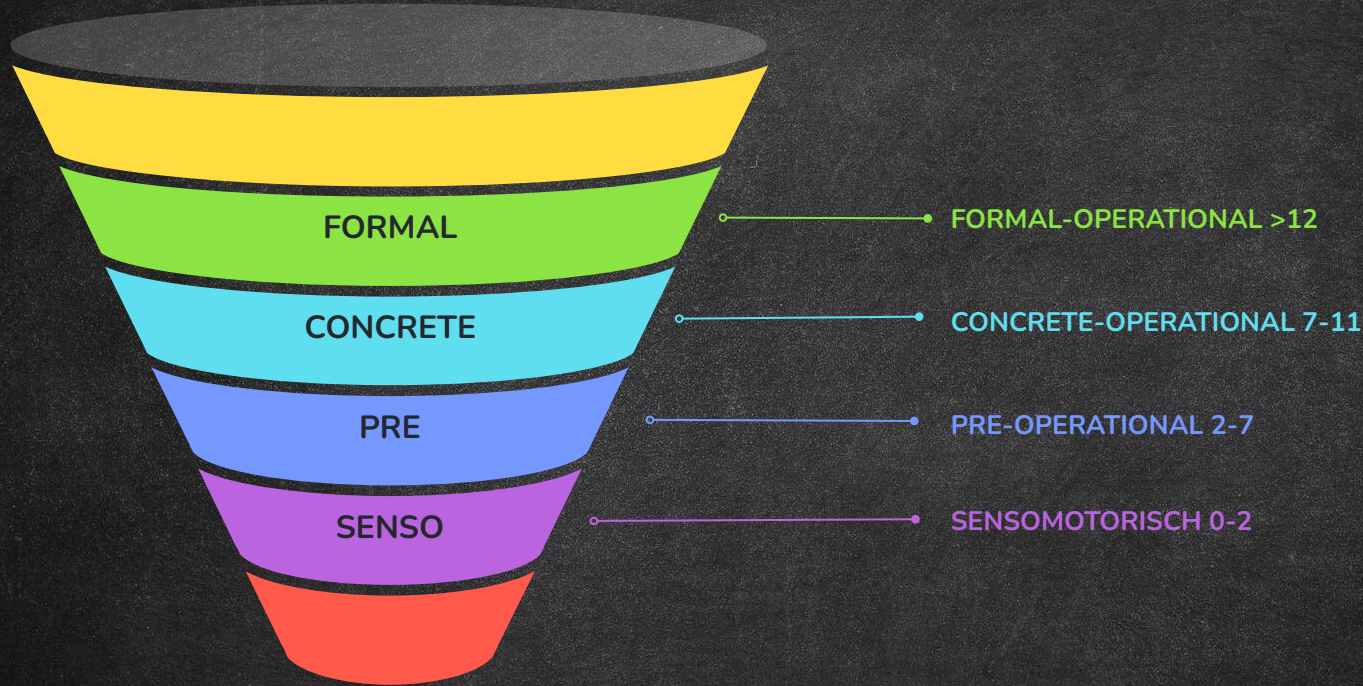 FORMAL
FORMAL-OPERATIONAL >12
CONCRETE
CONCRETE-OPERATIONAL 7-11
PRE
PRE-OPERATIONAL 2-7
SENSO
SENSOMOTORISCH 0-2